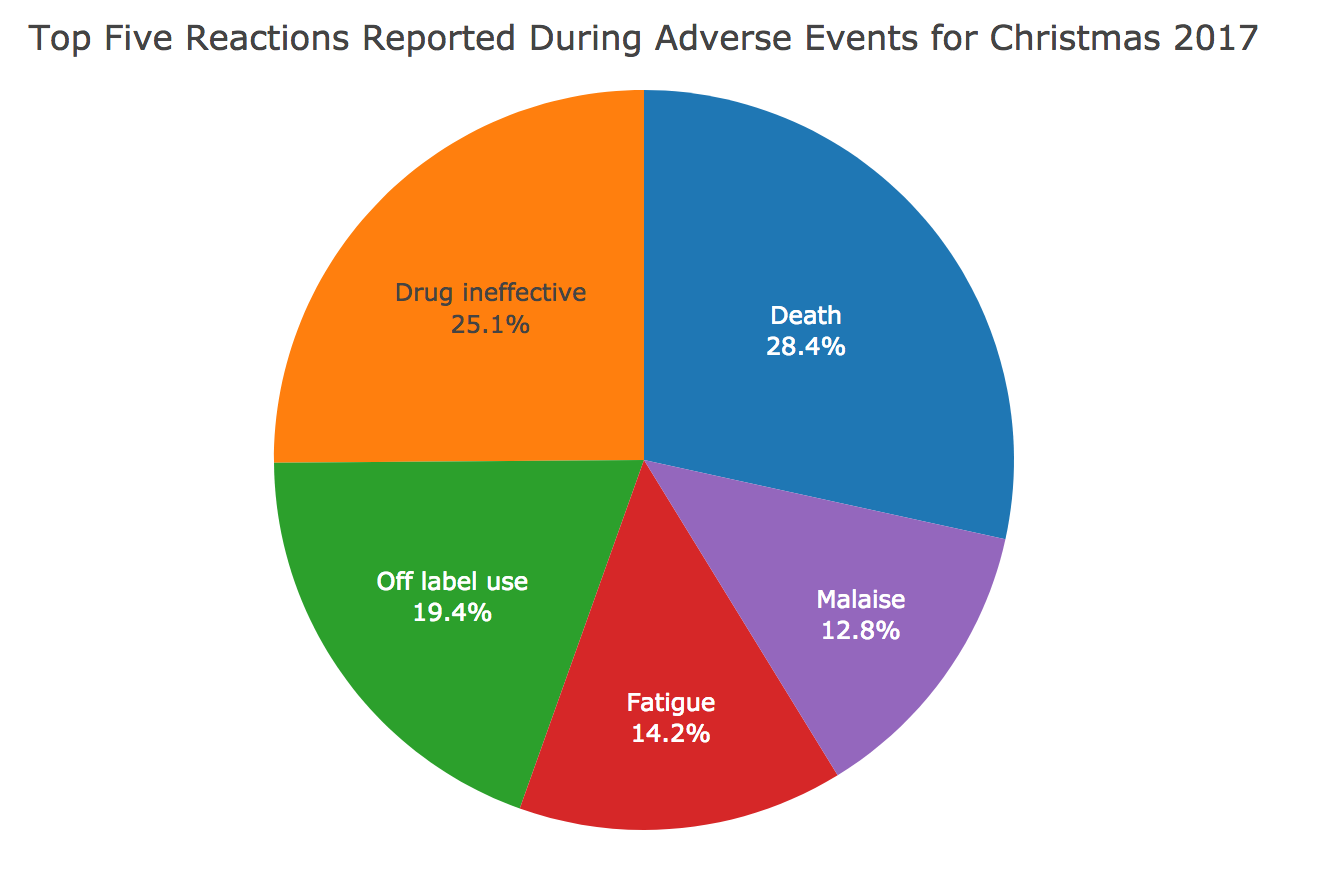 Top Five Reactions Reported During Adverse Events for Christmas 2017
Drug ineffective
25.1%
Death
28.4%
Off label use
19.4%
Malaise
12.8%
Fatigue
14.2%